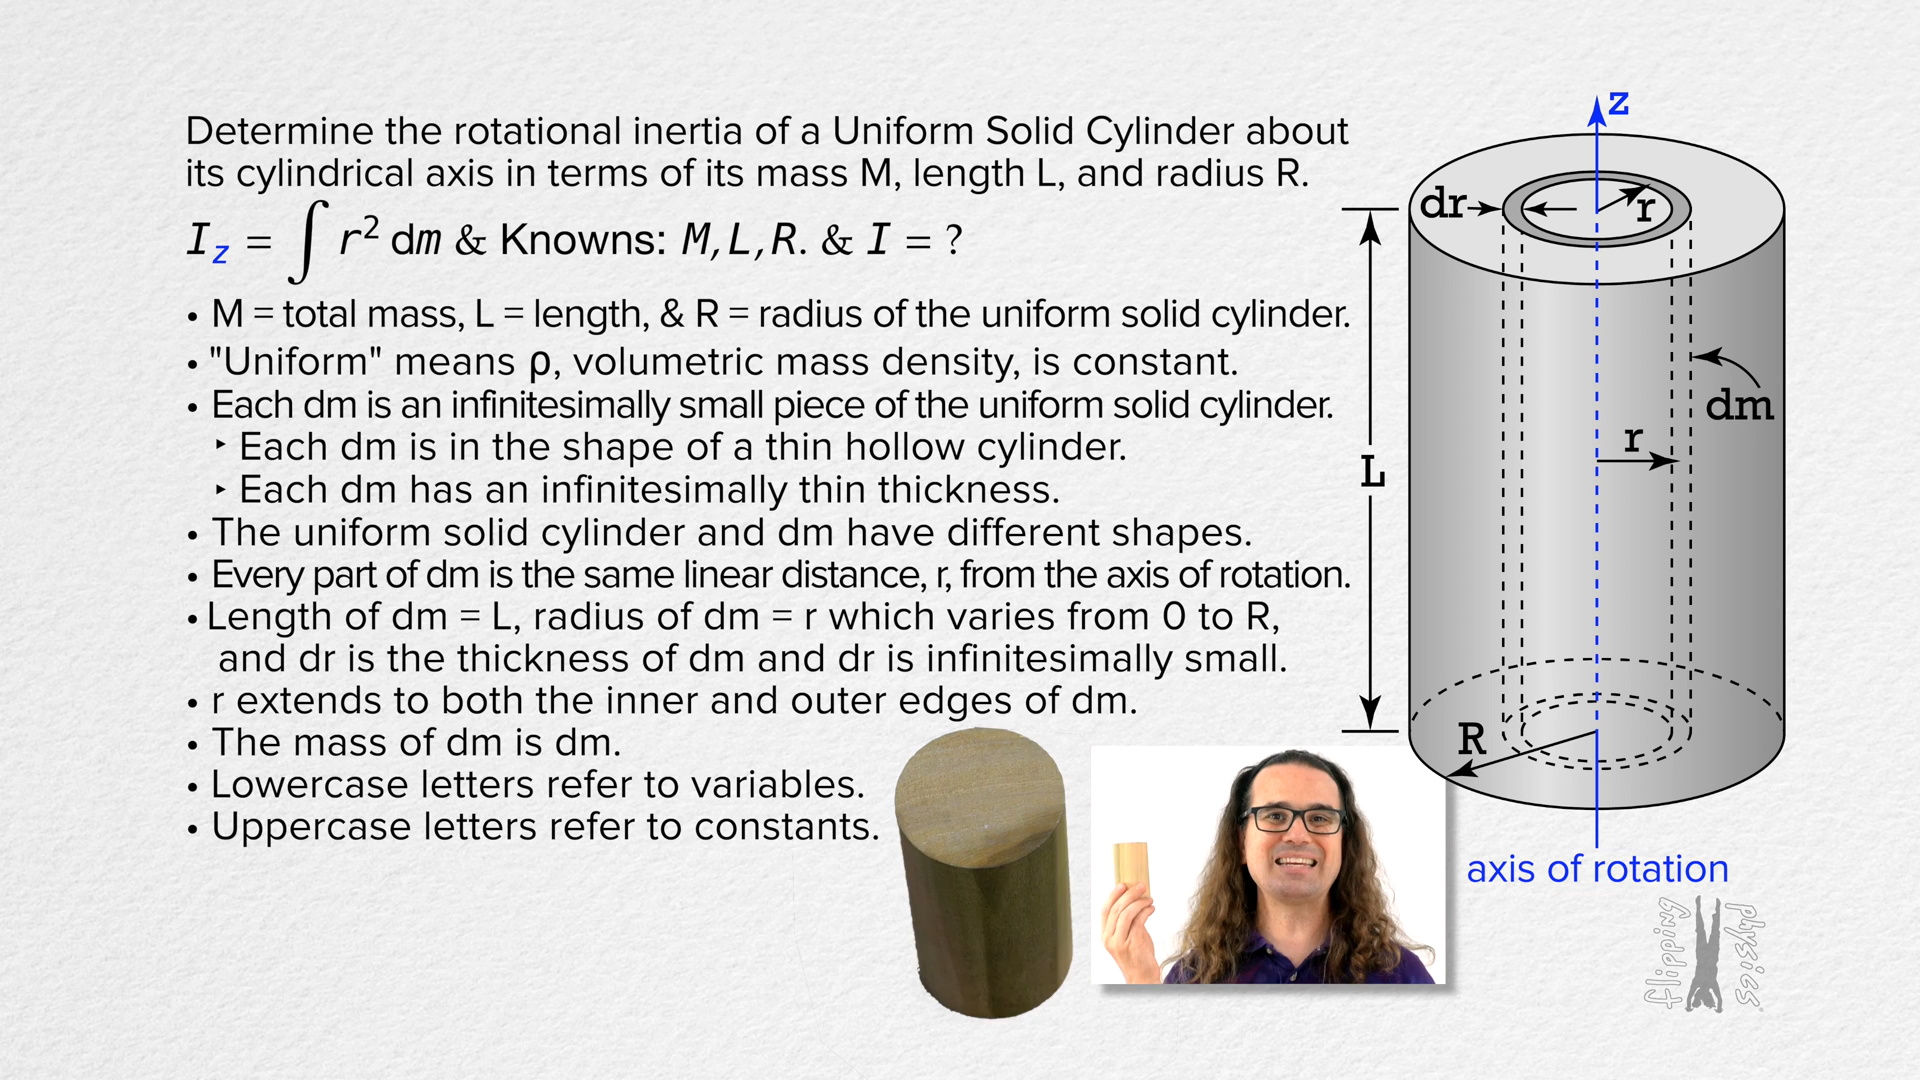 Determine the rotational inertia of a Uniform Solid Cylinder about
its cylindrical axis in terms of its mass M, length L, and radius R.
I_z = ∫ r² dm & Knowns: M, L, R. & I = ?
• M = total mass, L = length, & R = radius of the uniform solid cylinder.
• "Uniform" means ρ, volumetric mass density, is constant.
• Each dm is an infinitesimally small piece of the uniform solid cylinder.
‣ Each dm is in the shape of a thin hollow cylinder.
‣ Each dm has an infinitesimally thin thickness.
• The uniform solid cylinder and dm have different shapes.
• Every part of dm is the same linear distance, r, from the axis of rotation.
• Length of dm = L, radius of dm = r which varies from 0 to R,
and dr is the thickness of dm and dr is infinitesimally small.
• r extends to both the inner and outer edges of dm.
• The mass of dm is dm.
• Lowercase letters refer to variables.
• Uppercase letters refer to constants.
z
dr
r
dm
r
L
R
axis of rotation
flipping
physics